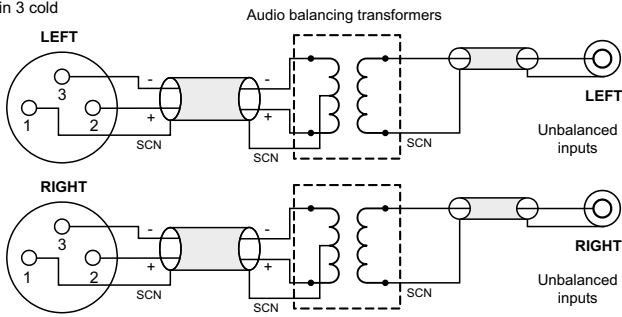 in 3 cold
Audio balancing transformers
LEFT
3
1
2
-
+
SCN
-
+
SCN
SCN
LEFT
Unbalanced
inputs
RIGHT
3
1
2
-
+
SCN
-
+
SCN
SCN
RIGHT
Unbalanced
inputs